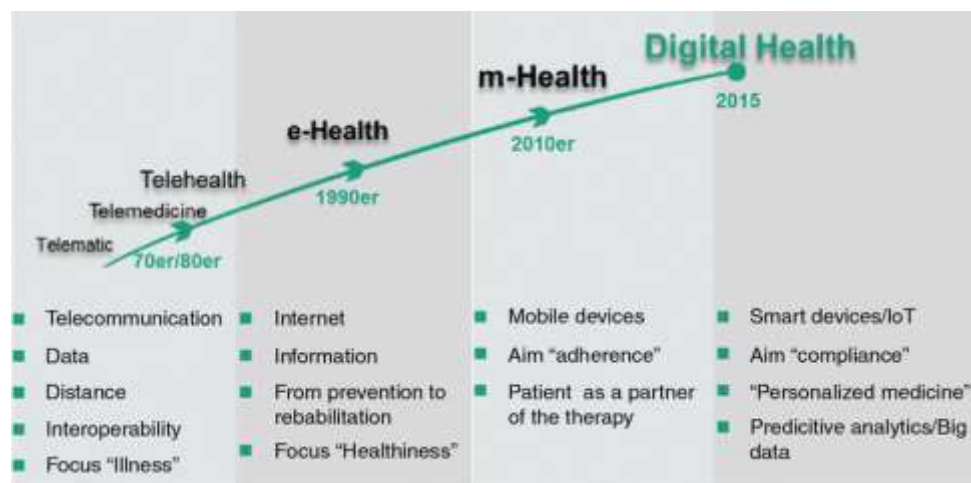 Digital Health
2015
m-Health
2010er
e-Health
1990er
Telehealth
Telemedicine
Telematic
70er/80er
Telecommunication
Data
Distance
Interoperability
Focus "Illness"
Internet
Information
From prevention to
rebabilitation
Focus "Healthiness"
Mobile devices
Aim "adherence"
Patient as a partner
of the therapy
Smart devices/IoT
Aim "compliance"
"Personalized medicine"
Predicitive analytics/Big
data